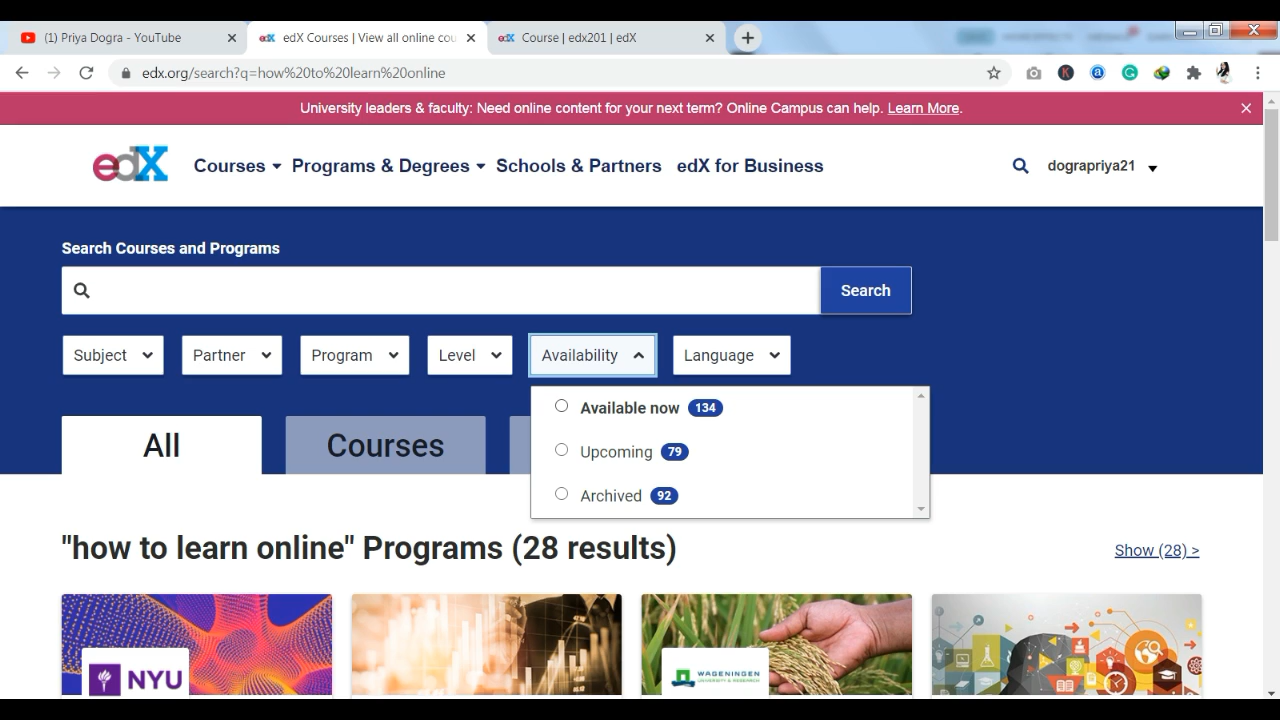 (1) Priya Dogra - YouTube
edX Courses | View all online cou
Course | edx201 | edX
edx.org/search?q=how%20to%20learn%20online
University leaders & faculty: Need online content for your next term? Online Campus can help. Learn More.
edX
Courses
Programs & Degrees
Schools & Partners
edX for Business
dograpriya21
Search Courses and Programs
Search
Subject
Partner
Program
Level
Availability
Language
Available now 134
Upcoming 79
Archived 92
All
Courses
"how to learn online" Programs (28 results)
Show (28) >
NYU
WAGENINGEN
UNIVERSITY & RESEARCH